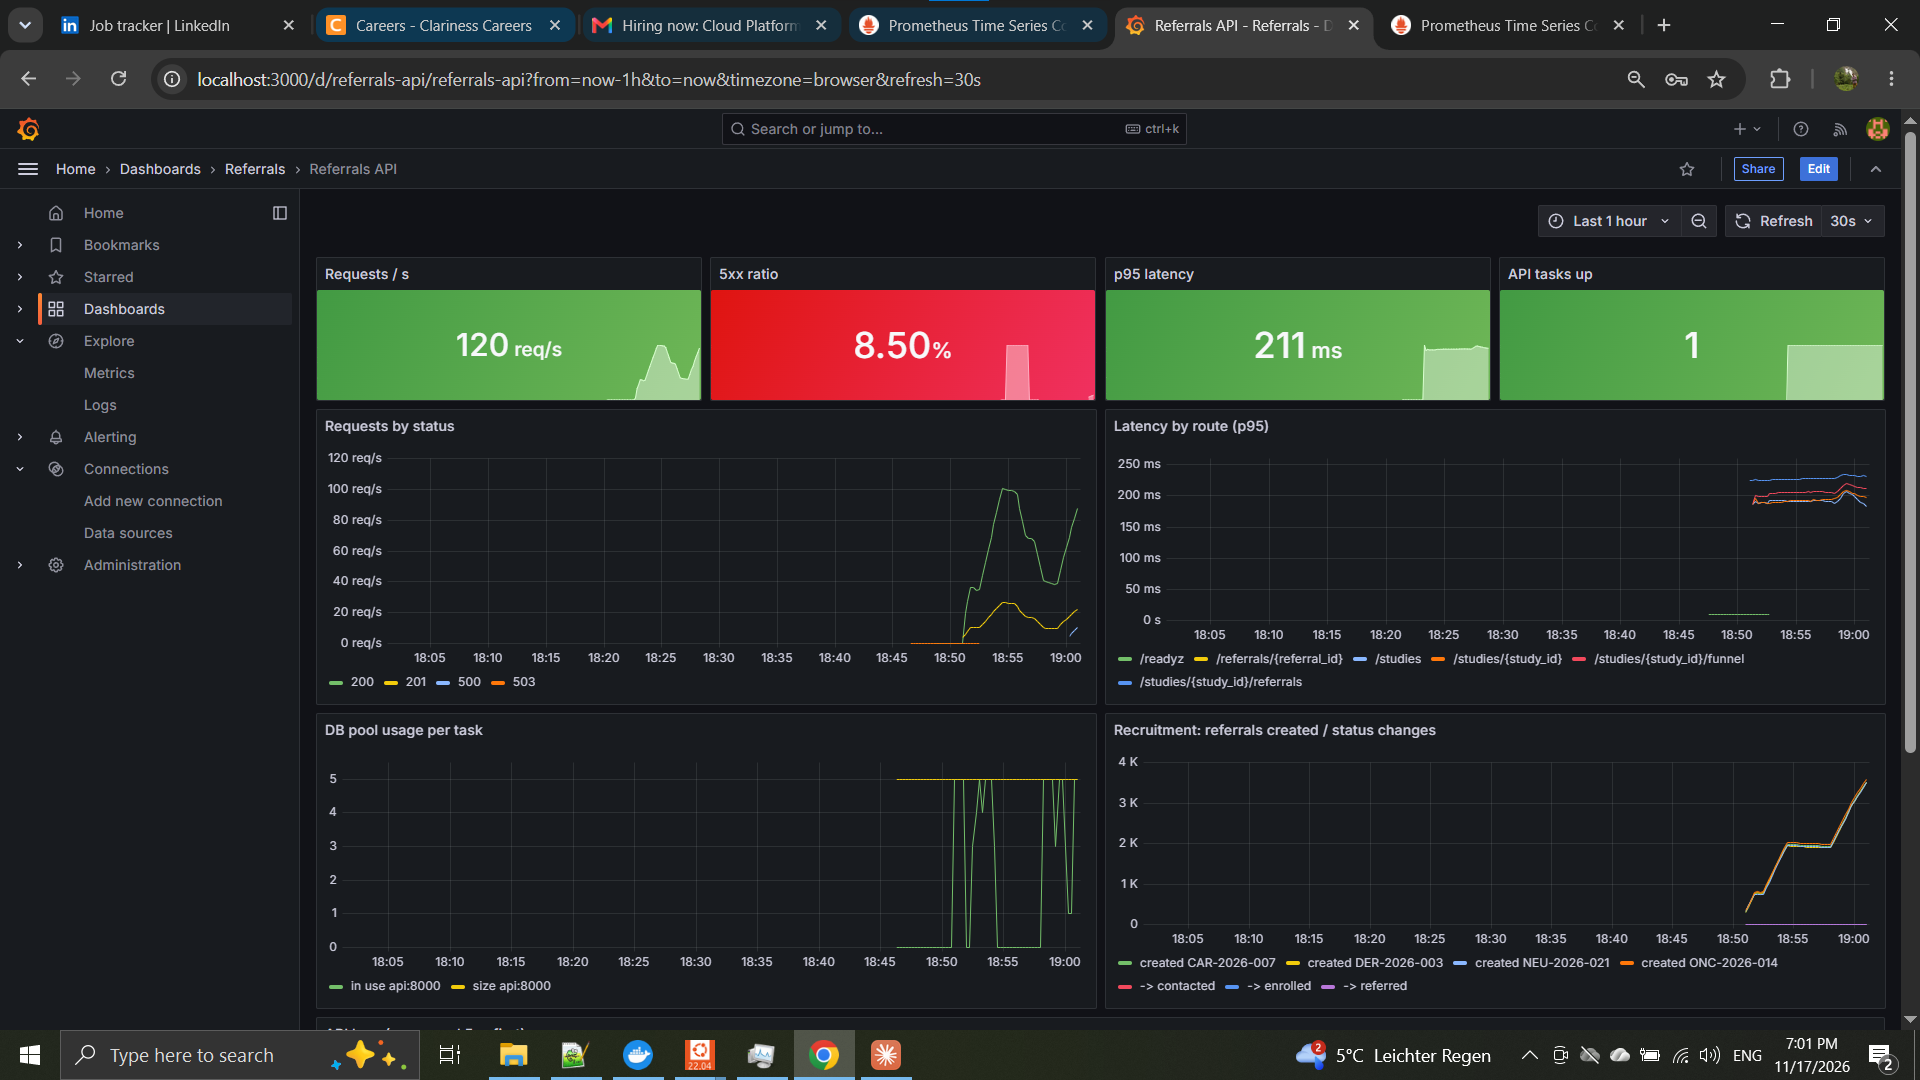 Job tracker | LinkedIn
Careers - Clariness Careers
Hiring now: Cloud Platform
Prometheus Time Series Co
Referrals API - Referrals - D
Prometheus Time Series Co
localhost:3000/d/referrals-api/referrals-api?from=now-1h&to=now&timezone=browser&refresh=30s
Search or jump to...
ctrl+k
Home › Dashboards › Referrals › Referrals API
Share
Edit
Home
Bookmarks
Starred
Dashboards
Explore
Metrics
Logs
Alerting
Connections
Add new connection
Data sources
Administration
Last 1 hour
Refresh
30s
Requests / s
120 req/s
5xx ratio
8.50%
p95 latency
211 ms
API tasks up
1
Requests by status
120 req/s
100 req/s
80 req/s
60 req/s
40 req/s
20 req/s
0 req/s
18:05 18:10 18:15 18:20 18:25 18:30 18:35 18:40 18:45 18:50 18:55 19:00
200 201 500 503
Latency by route (p95)
250 ms
200 ms
150 ms
100 ms
50 ms
0 s
18:05 18:10 18:15 18:20 18:25 18:30 18:35 18:40 18:45 18:50 18:55 19:00
/readyz /referrals/{referral_id} /studies /studies/{study_id} /studies/{study_id}/funnel
/studies/{study_id}/referrals
DB pool usage per task
5
4
3
2
1
0
18:05 18:10 18:15 18:20 18:25 18:30 18:35 18:40 18:45 18:50 18:55 19:00
in use api:8000 size api:8000
Recruitment: referrals created / status changes
4 K
3 K
2 K
1 K
0
18:05 18:10 18:15 18:20 18:25 18:30 18:35 18:40 18:45 18:50 18:55 19:00
created CAR-2026-007 created DER-2026-003 created NEU-2026-021 created ONC-2026-014
-> contacted -> enrolled -> referred
Type here to search
22.04
2
5°C Leichter Regen
ENG
7:01 PM
11/17/2026
2